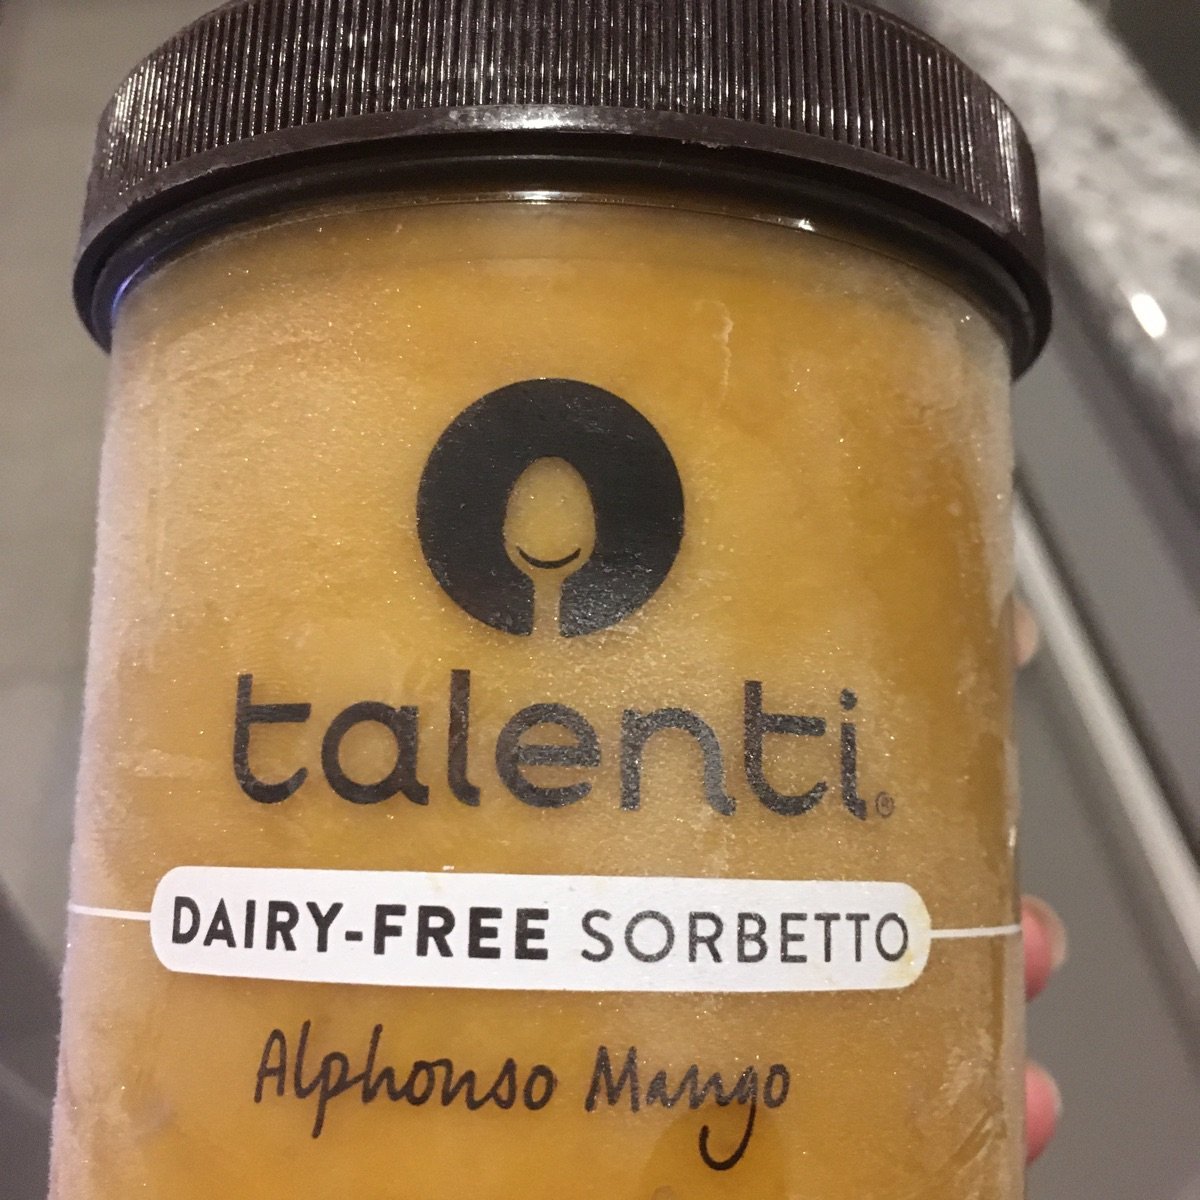 talenti®
DAIRY-FREE SORBETTO
Alphonso Mango